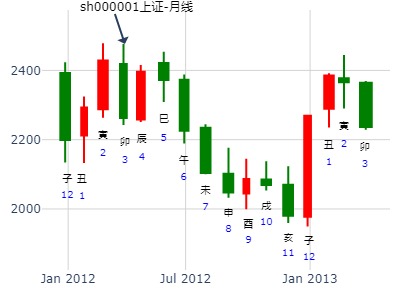 sh000001上证-月线
2400
2200
2000
子
12
丑
1
寅
2
卯
3
辰
4
巳
5
午
6
未
7
申
8
酉
9
戌
10
亥
11
子
12
丑
1
寅
2
卯
3
Jan 2012
Jul 2012
Jan 2013